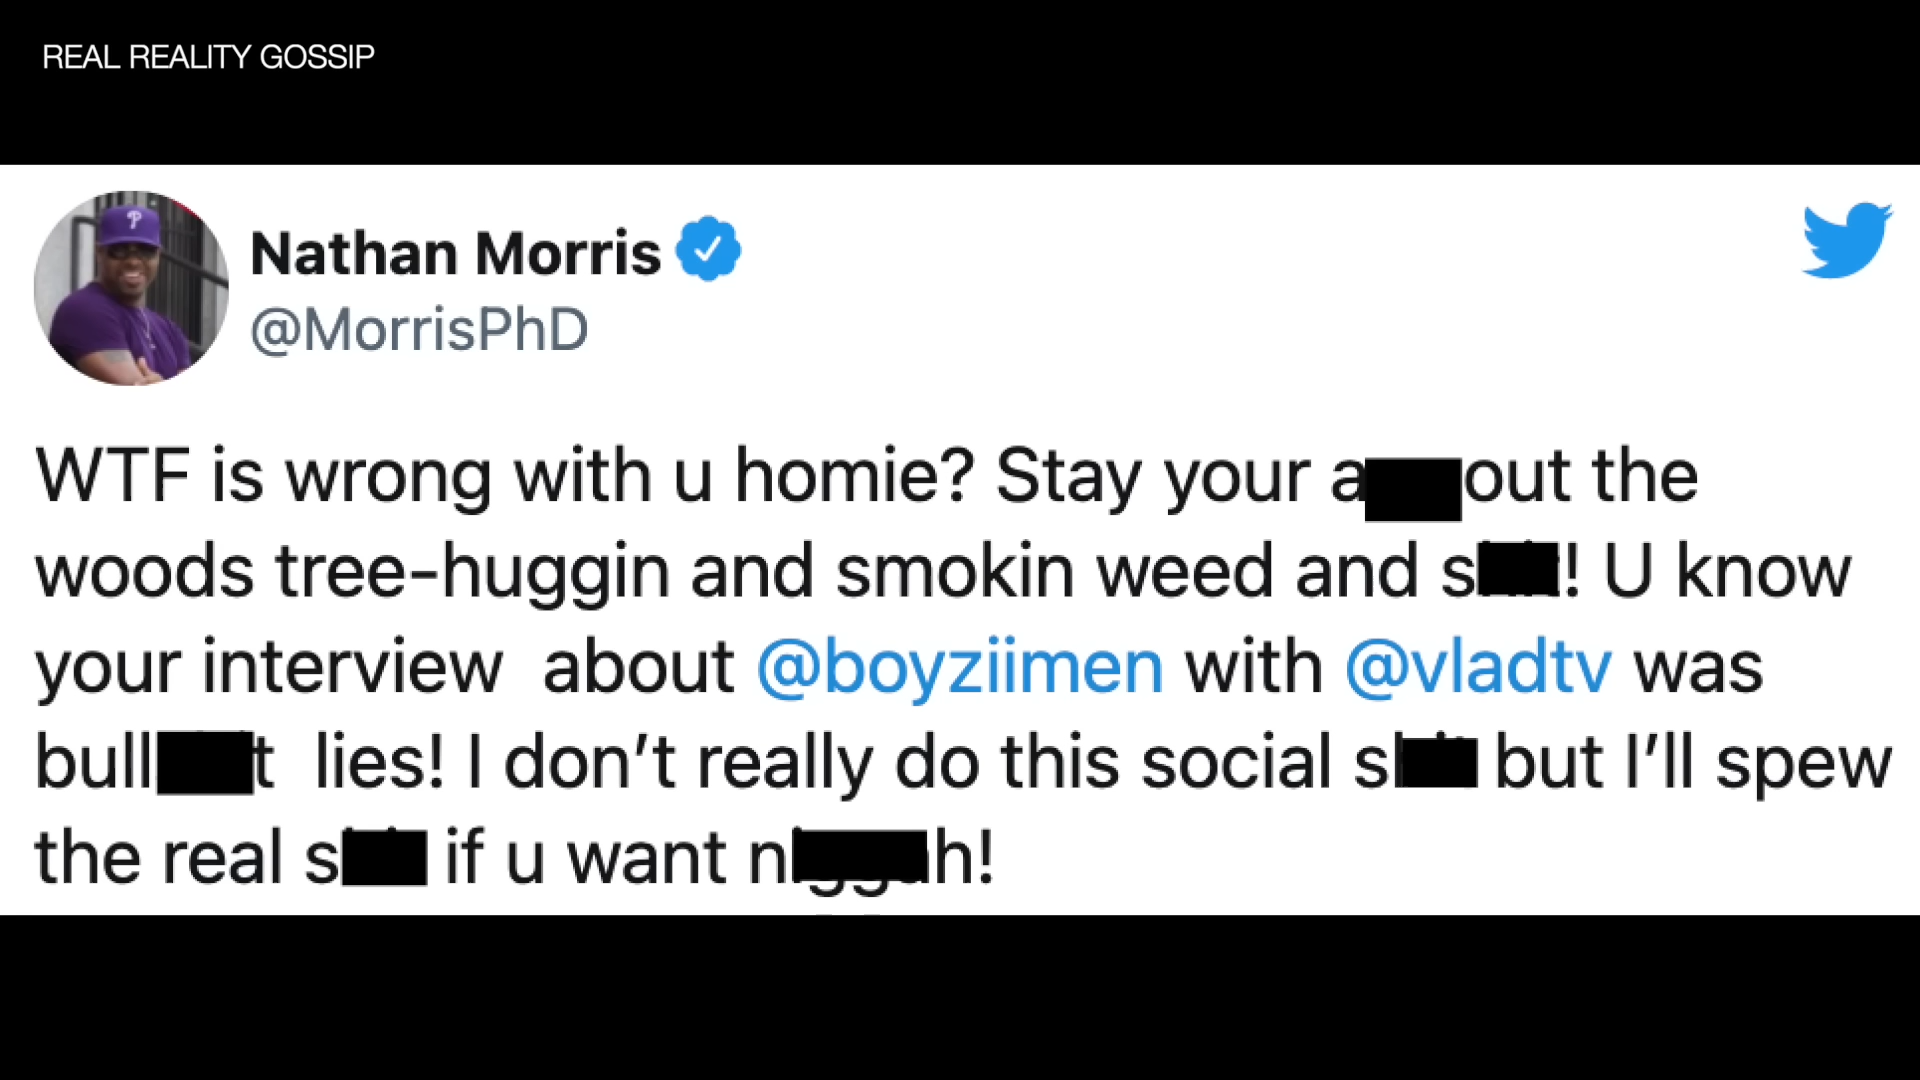 REAL REALITY GOSSIP
P
Nathan Morris
@MorrisPhD
WTF is wrong with u homie? Stay your a out the
woods tree-huggin and smokin weed and s ! U know
your interview about @boyziimen with @vladtv was
bull t lies! I don't really do this social s but I'll spew
the real s if u want n h!